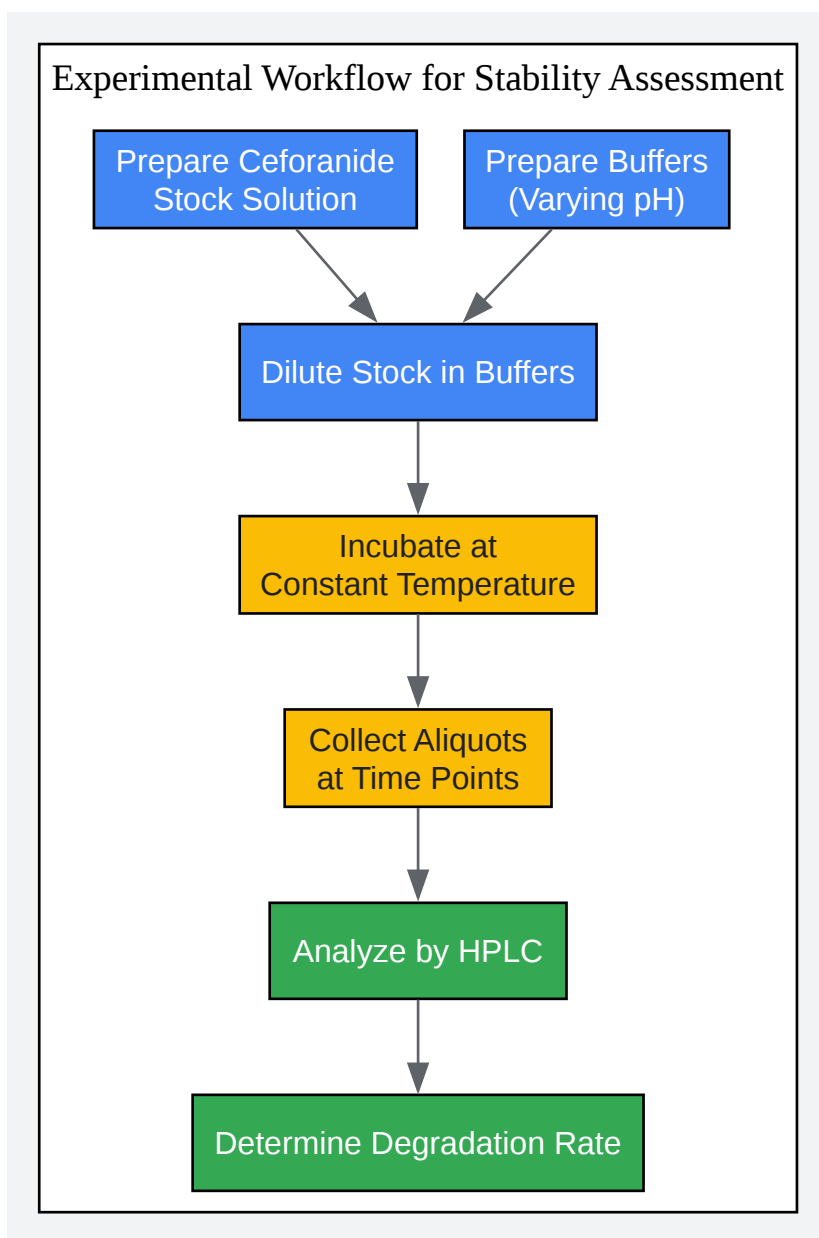 Experimental Workflow for Stability Assessment
Prepare Ceforanide
Stock Solution
Prepare Buffers
(Varying pH)
Dilute Stock in Buffers
Incubate at
Constant Temperature
Collect Aliquots
at Time Points
Analyze by HPLC
Determine Degradation Rate